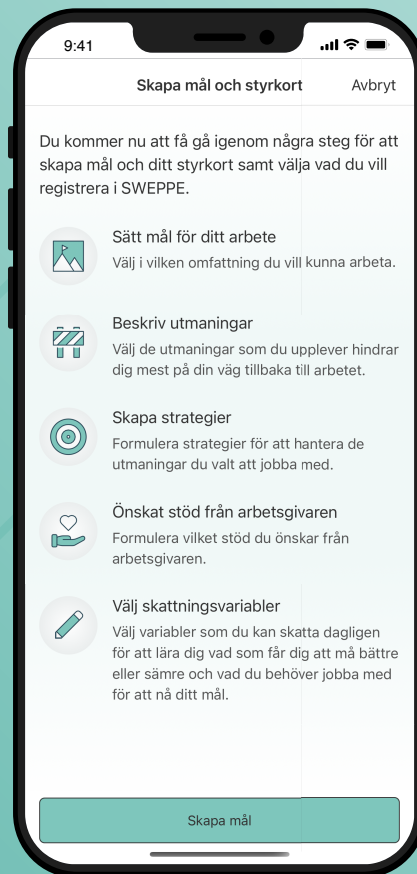 9:41
Skapa mål och styrkort
Avbryt
Du kommer nu att få gå igenom några steg för att
skapa mål och ditt styrkort samt välja vad du vill
registrera i SWEPPE.
Sätt mål för ditt arbete
Välj i vilken omfattning du vill kunna arbeta.
Beskriv utmaningar
Välj de utmaningar som du upplever hindrar
dig mest på din väg tillbaka till arbetet.
Skapa strategier
Formulera strategier för att hantera de
utmaningar du valt att jobba med.
Önskat stöd från arbetsgivaren
Formulera vilket stöd du önskar från
arbetsgivaren.
Välj skattningsvariabler
Välj variabler som du kan skatta dagligen
för att lära dig vad som får dig att må bättre
eller sämre och vad du behöver jobba med
för att nå ditt mål.
Skapa mål